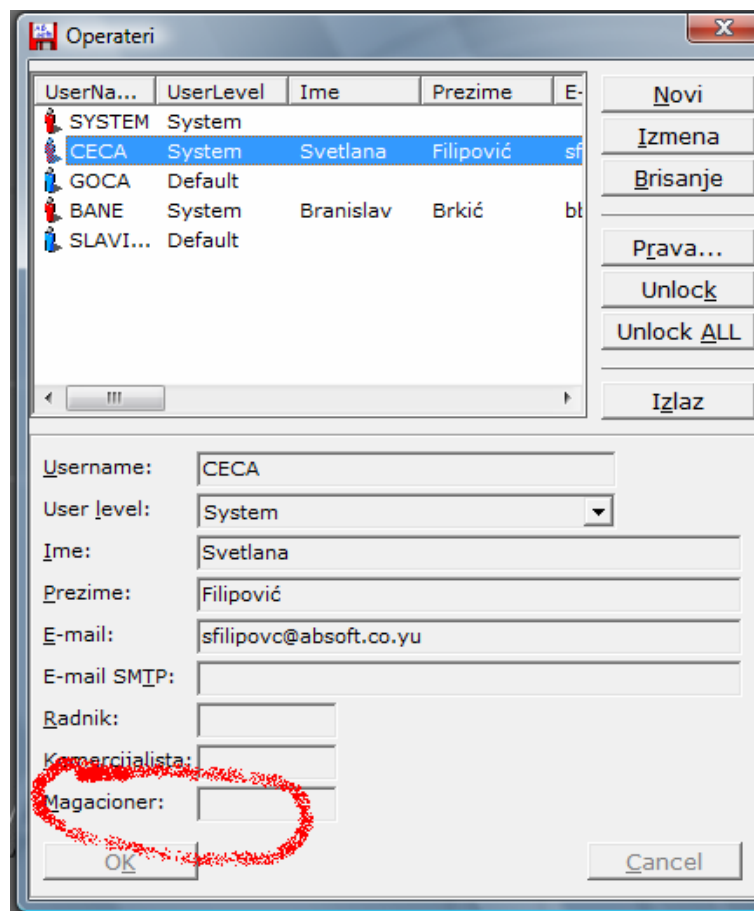 Operateri
UserNa... UserLevel Ime Prezime E-
SYSTEM System
CECA System Svetlana Filipović sf
GOCA Default
BANE System Branislav Brkić bb
SLAVI... Default
Novi
Izmena
Brisanje
Prava...
Unlock
Unlock ALL
Izlaz
Username: CECA
User level: System
Ime: Svetlana
Prezime: Filipović
E-mail: sfilipovc@absoft.co.yu
E-mail SMTP:
Radnik:
Komercijalista:
Magacioner:
OK Cancel